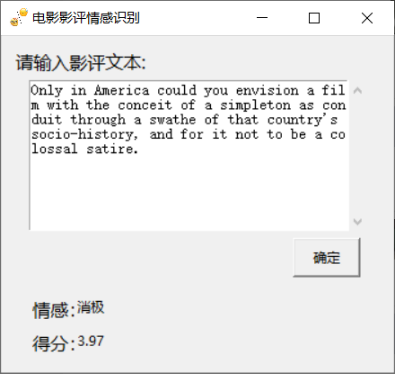 电影影评情感识别
请输入影评文本:
Only in America could you envision a fil
m with the conceit of a simpleton as con
duit through a swathe of that country's
socio-history, and for it not to be a co
lossal satire.
确定
情感:消极
得分:3.97